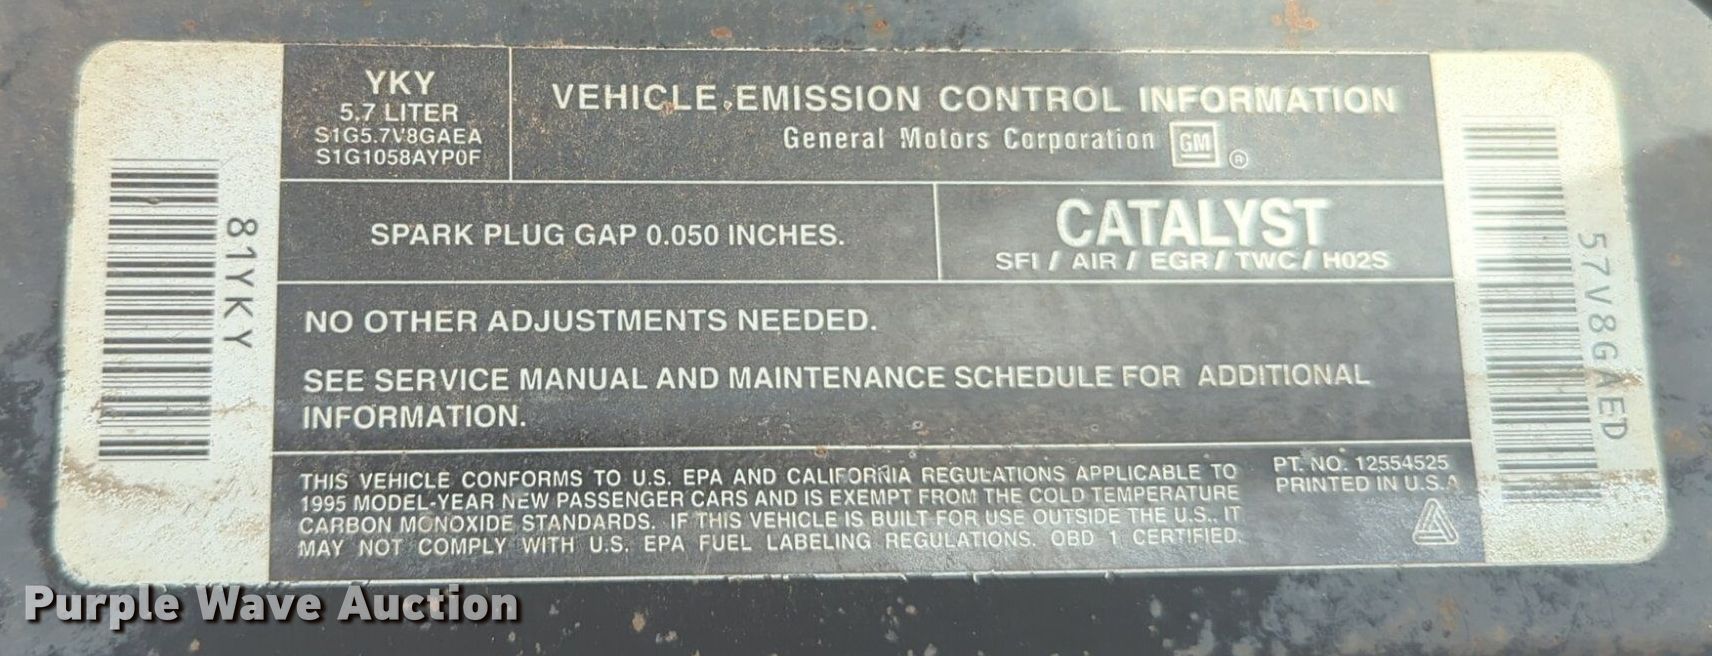 YKY
5.7 LITER
S1G5.7V8GAEA
S1G1058AYP0F
VEHICLE EMISSION CONTROL INFORMATION
General Motors Corporation GM ®
SPARK PLUG GAP 0.050 INCHES.
CATALYST
SFI / AIR / EGR / TWC / H02S
NO OTHER ADJUSTMENTS NEEDED.
SEE SERVICE MANUAL AND MAINTENANCE SCHEDULE FOR ADDITIONAL
INFORMATION.
THIS VEHICLE CONFORMS TO U.S. EPA AND CALIFORNIA REGULATIONS APPLICABLE TO
1995 MODEL-YEAR NEW PASSENGER CARS AND IS EXEMPT FROM THE COLD TEMPERATURE
CARBON MONOXIDE STANDARDS. IF THIS VEHICLE IS BUILT FOR USE OUTSIDE THE U.S., IT
MAY NOT COMPLY WITH U.S. EPA FUEL LABELING REGULATIONS. OBD 1 CERTIFIED.
PT. NO. 12554525
PRINTED IN U.S.A
81YKY
57V8GAED
Purple Wave Auction